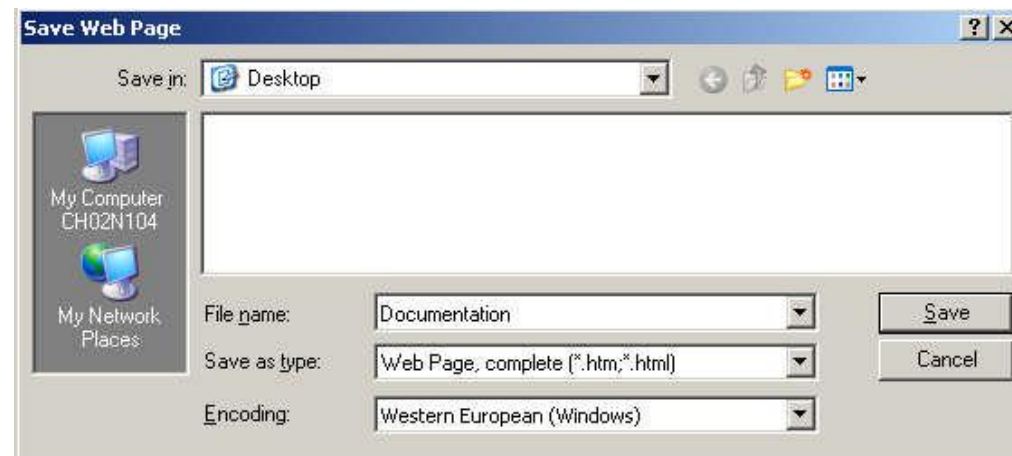 Save Web Page
Save in: Desktop
My Computer
CH02N104
My Network
Places
File name: Documentation
Save
Save as type: Web Page, complete (*.htm;*.html)
Cancel
Encoding: Western European (Windows)